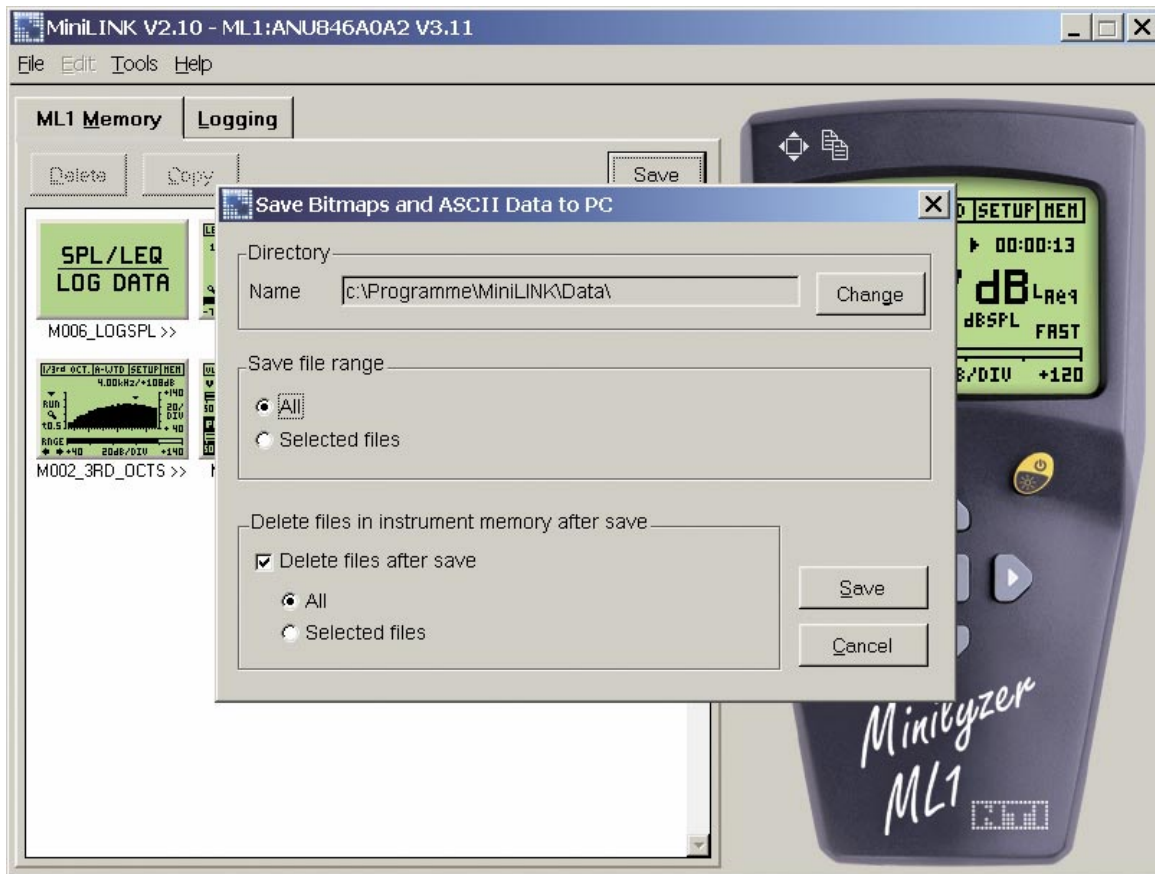 MiniLINK V2.10 - ML1:ANU846A0A2 V3.11
File Edit Tools Help
ML1 Memory Logging
Delete Copy Save
SPL/LEQ
LOG DATA
M006_LOGSPL >>
1/3rd OCT. A-WTD SETUP MEM
4.00kHz/+108dB
+140
RUN
20/
DIV
t0.5
+ 40
RNGE
+40 20dB/DIV +140
M002_3RD_OCTS >>
Save Bitmaps and ASCII Data to PC
Directory
Name c:\Programme\MiniLINK\Data\ Change
Save file range
All
Selected files
Delete files in instrument memory after save
Delete files after save
All
Selected files
Save
Cancel
SETUP MEM
00:00:13
dB LAeq
dBSPL FAST
B/DIV +120
Minilyzer
ML1
NTI